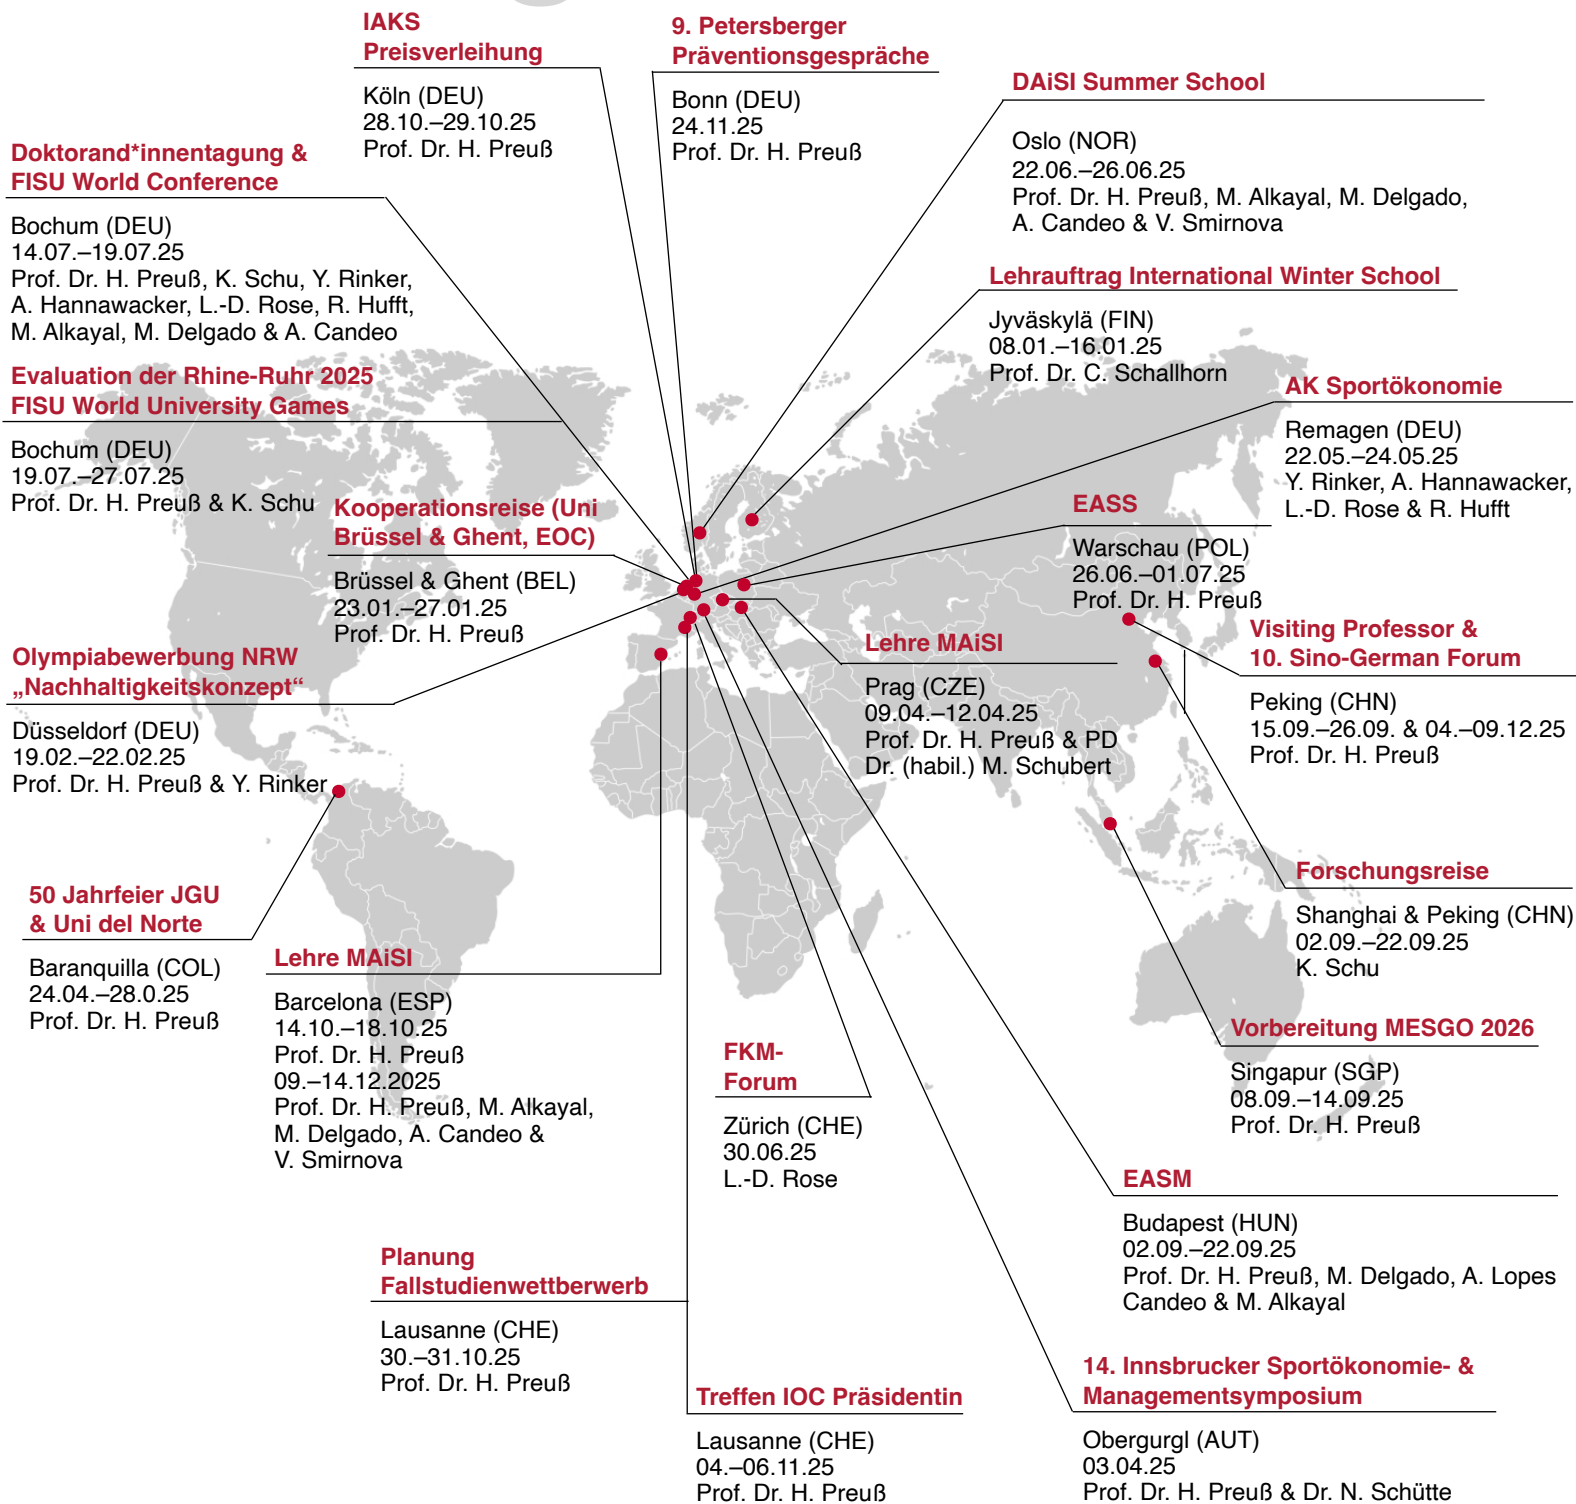 IAKS
Preisverleihung
Köln (DEU)
28.10.–29.10.25
Prof. Dr. H. Preuß
9. Petersberger
Präventionsgespräche
Bonn (DEU)
24.11.25
Prof. Dr. H. Preuß
DAiSI Summer School
Oslo (NOR)
22.06.–26.06.25
Prof. Dr. H. Preuß, M. Alkayal, M. Delgado,
A. Candeo & V. Smirnova
Doktorand*innentagung &
FISU World Conference
Bochum (DEU)
14.07.–19.07.25
Prof. Dr. H. Preuß, K. Schu, Y. Rinker,
A. Hannawacker, L.-D. Rose, R. Hufft,
M. Alkayal, M. Delgado & A. Candeo
Lehrauftrag International Winter School
Jyväskylä (FIN)
08.01.–16.01.25
Prof. Dr. C. Schallhorn
Evaluation der Rhine-Ruhr 2025
FISU World University Games
Bochum (DEU)
19.07.–27.07.25
Prof. Dr. H. Preuß & K. Schu
AK Sportökonomie
Remagen (DEU)
22.05.–24.05.25
Y. Rinker, A. Hannawacker,
L.-D. Rose & R. Hufft
Kooperationsreise (Uni
Brüssel & Ghent, EOC)
Brüssel & Ghent (BEL)
23.01.–27.01.25
Prof. Dr. H. Preuß
EASS
Warschau (POL)
26.06.–01.07.25
Prof. Dr. H. Preuß
Olympiabewerbung NRW
„Nachhaltigkeitskonzept“
Düsseldorf (DEU)
19.02.–22.02.25
Prof. Dr. H. Preuß & Y. Rinker
Lehre MAiSI
Prag (CZE)
09.04.–12.04.25
Prof. Dr. H. Preuß & PD
Dr. (habil.) M. Schubert
Visiting Professor &
10. Sino-German Forum
Peking (CHN)
15.09.–26.09. & 04.–09.12.25
Prof. Dr. H. Preuß
50 Jahrfeier JGU
& Uni del Norte
Baranquilla (COL)
24.04.–28.0.25
Prof. Dr. H. Preuß
Lehre MAiSI
Barcelona (ESP)
14.10.–18.10.25
Prof. Dr. H. Preuß
09.–14.12.2025
Prof. Dr. H. Preuß, M. Alkayal,
M. Delgado, A. Candeo &
V. Smirnova
Forschungsreise
Shanghai & Peking (CHN)
02.09.–22.09.25
K. Schu
Vorbereitung MESGO 2026
Singapur (SGP)
08.09.–14.09.25
Prof. Dr. H. Preuß
FKM-
Forum
Zürich (CHE)
30.06.25
L.-D. Rose
EASM
Budapest (HUN)
02.09.–22.09.25
Prof. Dr. H. Preuß, M. Delgado, A. Lopes
Candeo & M. Alkayal
Planung
Fallstudienwettberwerb
Lausanne (CHE)
30.–31.10.25
Prof. Dr. H. Preuß
Treffen IOC Präsidentin
Lausanne (CHE)
04.–06.11.25
Prof. Dr. H. Preuß
14. Innsbrucker Sportökonomie- &
Managementsymposium
Obergurgl (AUT)
03.04.25
Prof. Dr. H. Preuß & Dr. N. Schütte